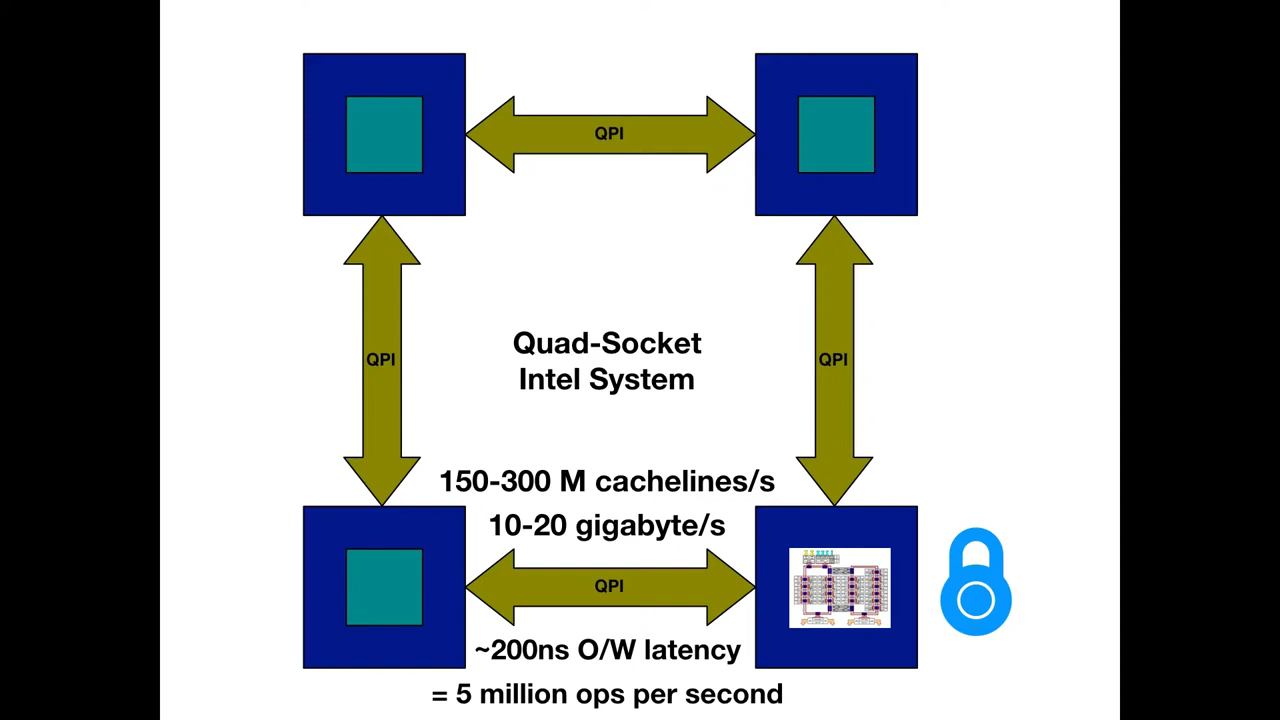 QPI
QPI
QPI
Quad-Socket
Intel System
150-300 M cachelines/s
10-20 gigabyte/s
QPI
~200ns O/W latency
= 5 million ops per second